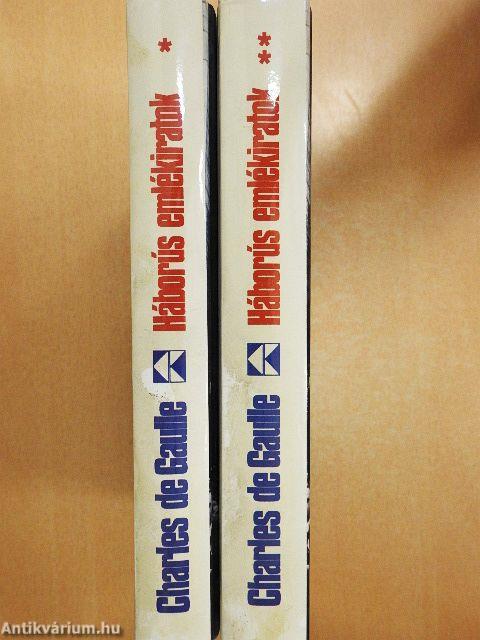 Charles de Gaulle Háborús emlékiratok *
Charles de Gaulle Háborús emlékiratok **
Antikvárium.hu